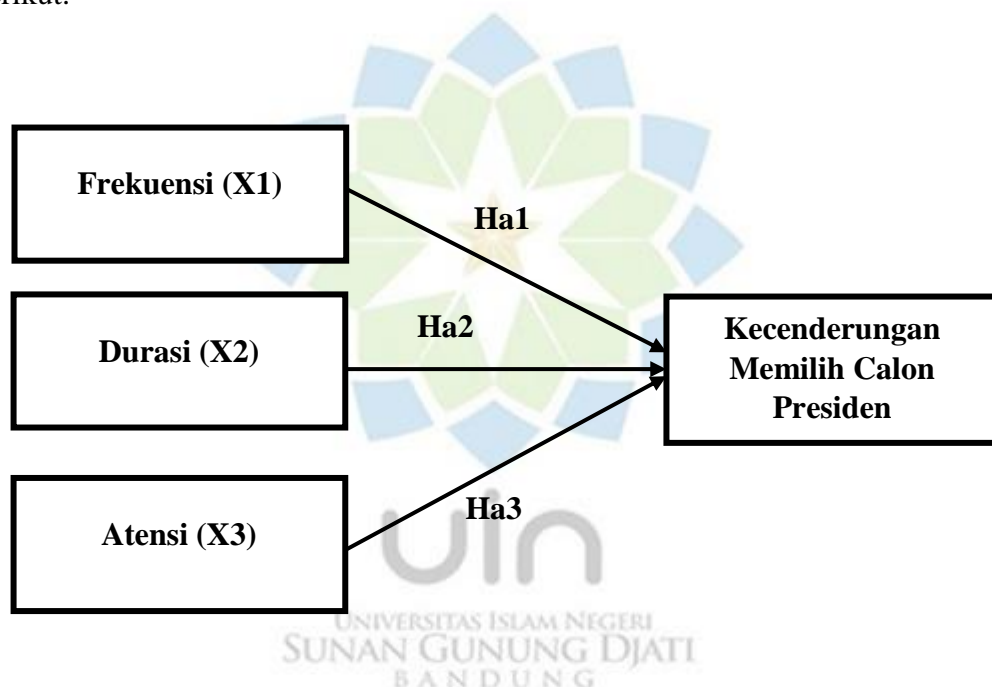 Frekuensi (X1)
Ha1
Durasi (X2)
Ha2
Kecenderungan
Memilih Calon
Presiden
Atensi (X3)
Ha3
uin
UNIVERSITAS ISLAM NEGERI
SUNAN GUNUNG DJATI
BANDUNG